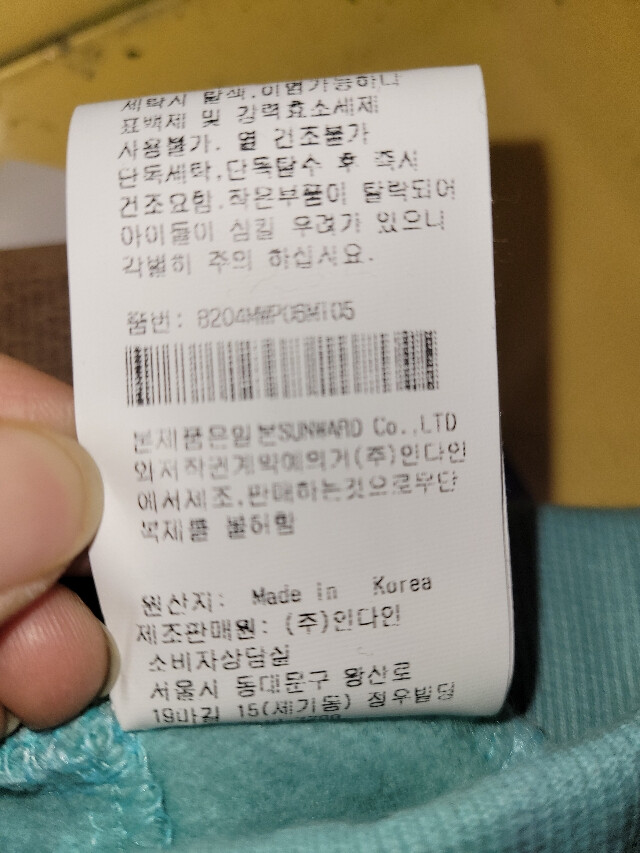 세탁시 탈색.이염가능하니
표백제 및 강력효소세제
사용불가. 열 건조불가
단독세탁,단독탈수 후 즉시
건조요함.작은부품이 탈락되어
아이들이 삼킬 우려가 있으니
각별히 주의 하십시요.
품번: 8204MWP06MT05
본제품은일본SUNWARD Co.,LTD
와저작권계약에의거(주)인다인
에서제조,판매하는것으로무단
복제를 불허함
원산지: Made in Korea
제조판매원: (주)인다인
소비자상담실
서울시 동대문구 왕산로
19마길 15(제기동) 정우빌딩